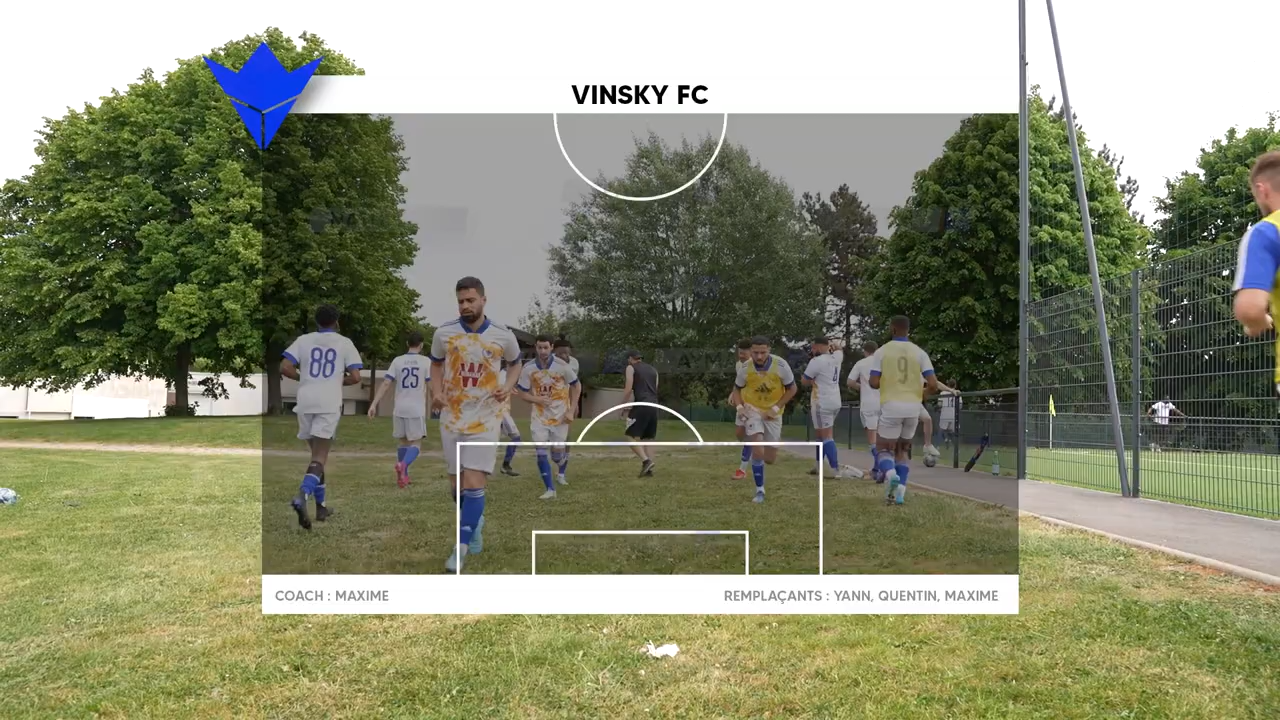 VINSKY FC
88
25
W
9
COACH : MAXIME
REMPLAÇANTS : YANN, QUENTIN, MAXIME